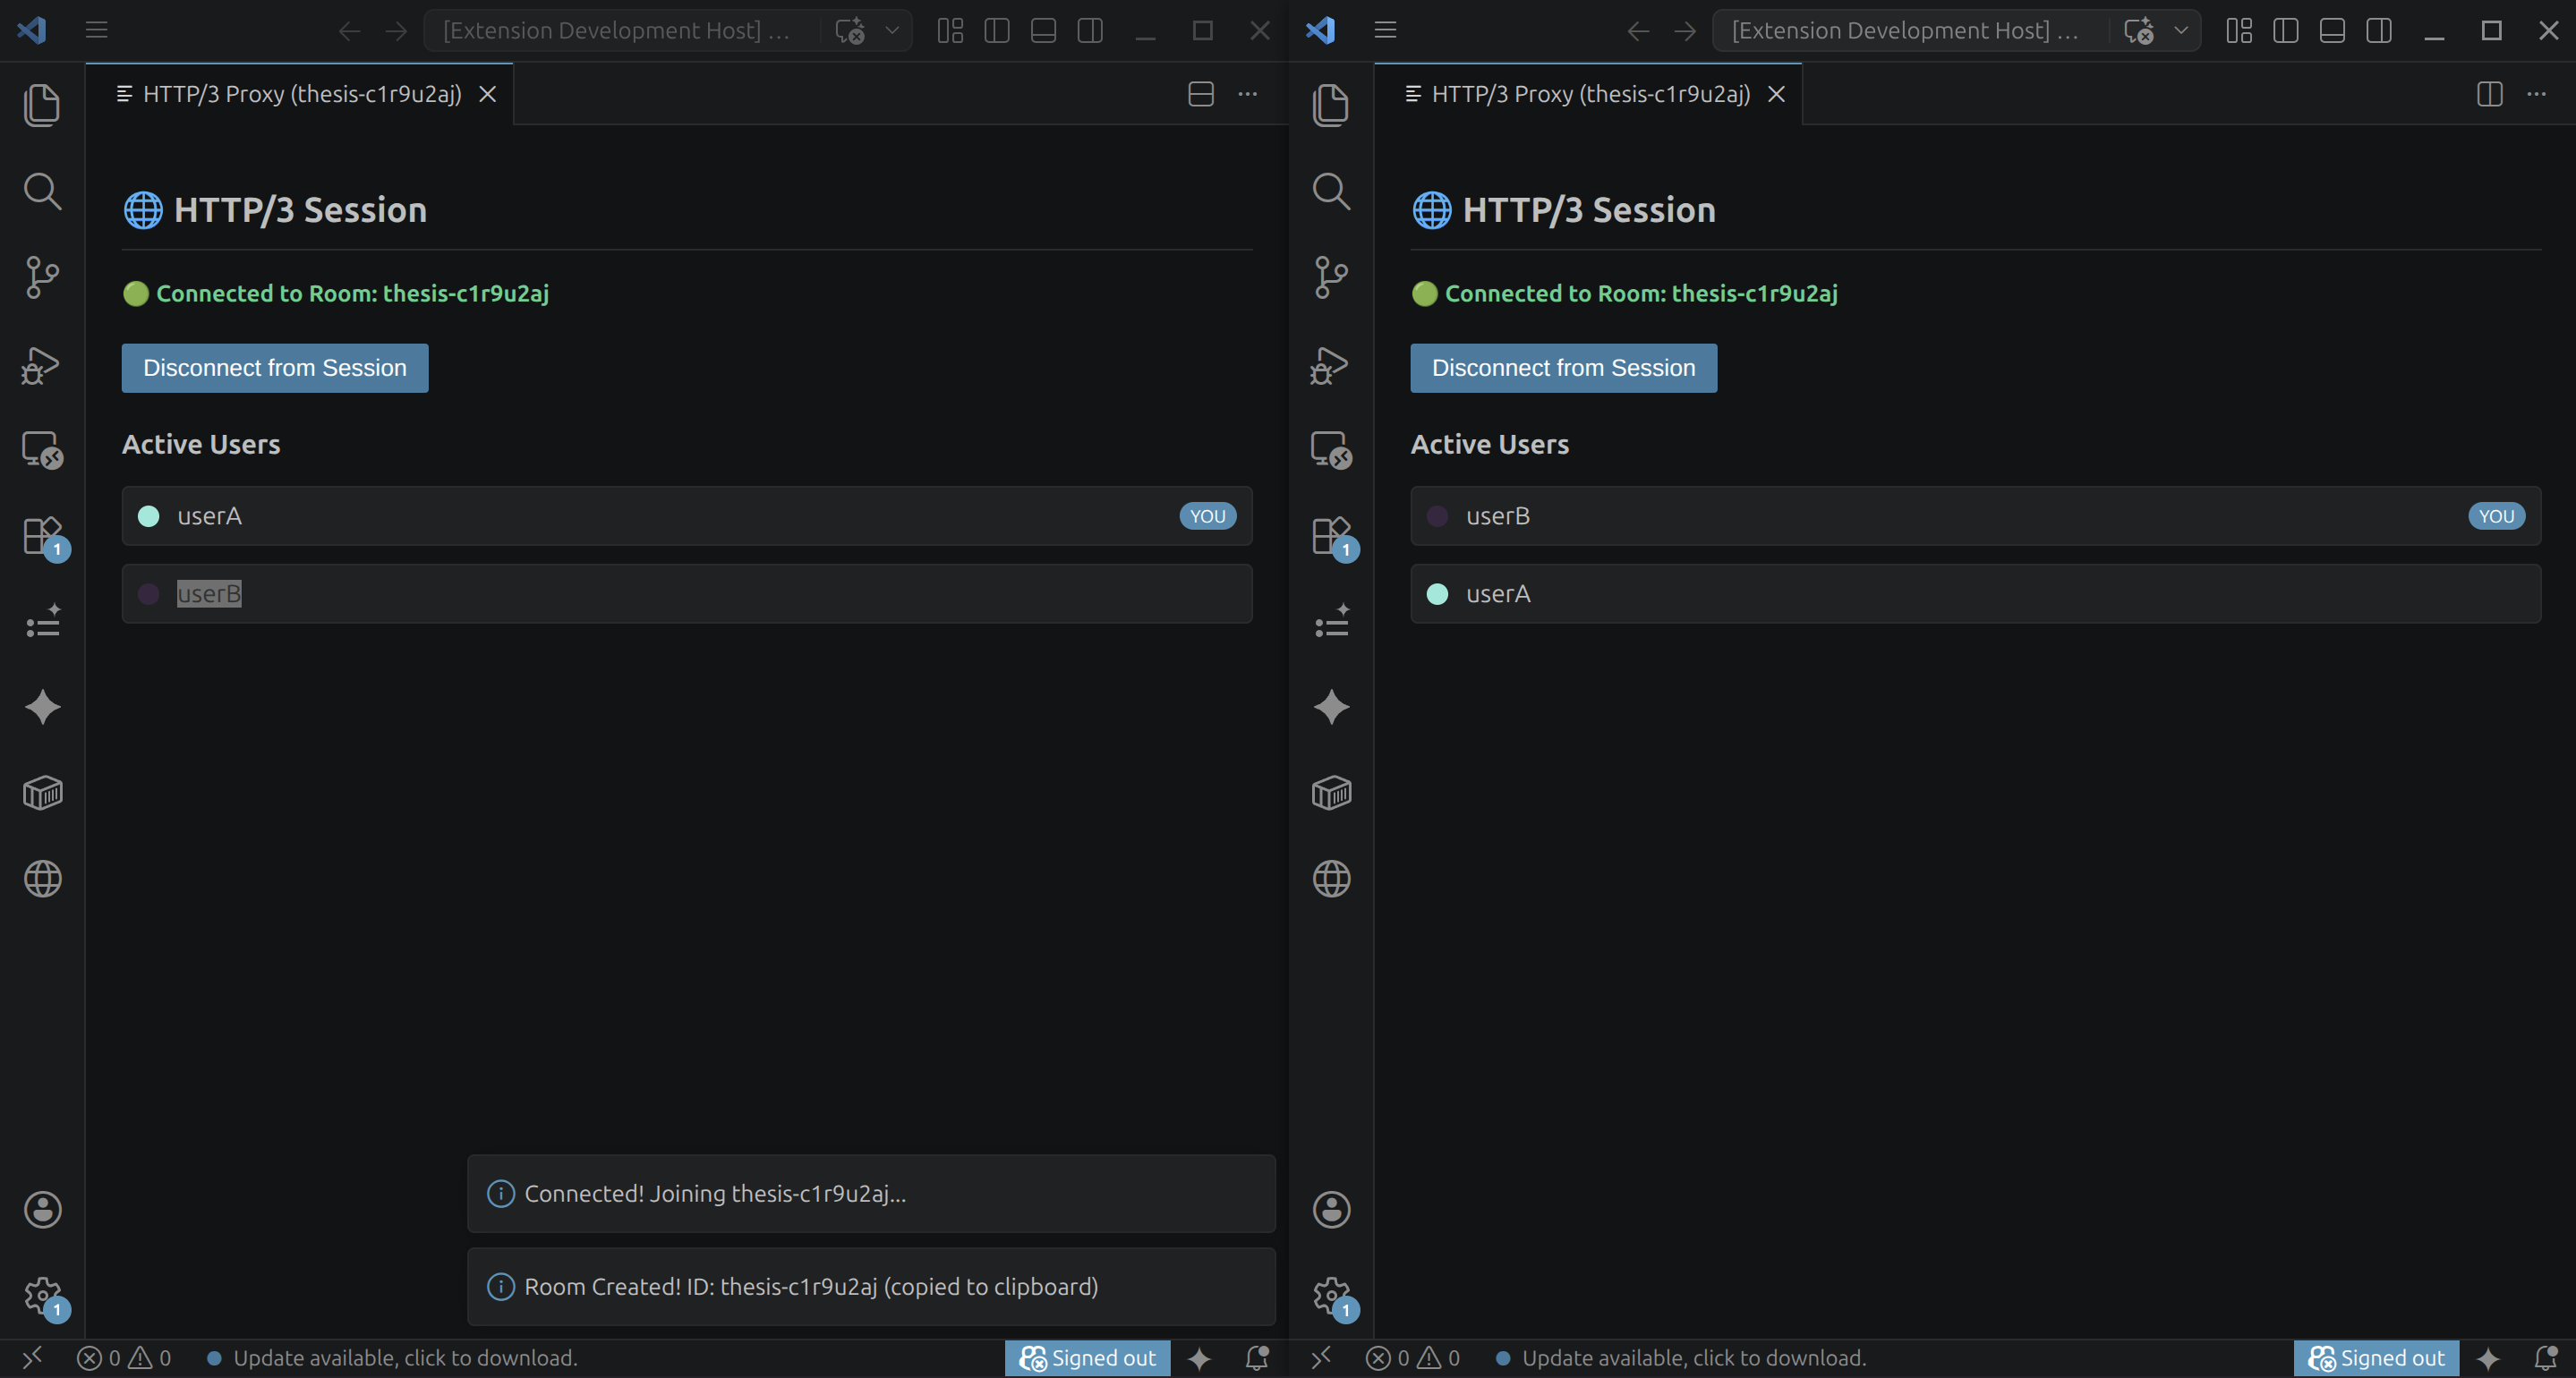 [Extension Development Host] ...
HTTP/3 Proxy (thesis-c1r9u2aj)
🌐 HTTP/3 Session
Connected to Room: thesis-c1r9u2aj
Disconnect from Session
Active Users
userA YOU
userB
1
Connected! Joining thesis-c1r9u2aj...
Room Created! ID: thesis-c1r9u2aj (copied to clipboard)
1
0 0 Update available, click to download. Signed out
[Extension Development Host] ...
HTTP/3 Proxy (thesis-c1r9u2aj)
🌐 HTTP/3 Session
Connected to Room: thesis-c1r9u2aj
Disconnect from Session
Active Users
userB YOU
userA
1
1
0 0 Update available, click to download. Signed out